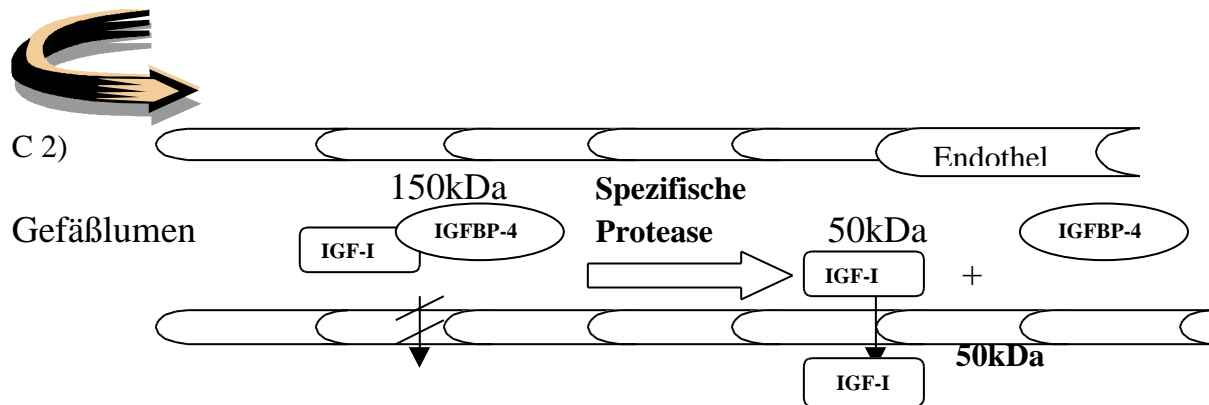 C 2)
Endothel
150kDa
Spezifische
Protease
Gefäßlumen
IGF-I
IGFBP-4
50kDa
IGF-I
+
IGFBP-4
50kDa
IGF-I